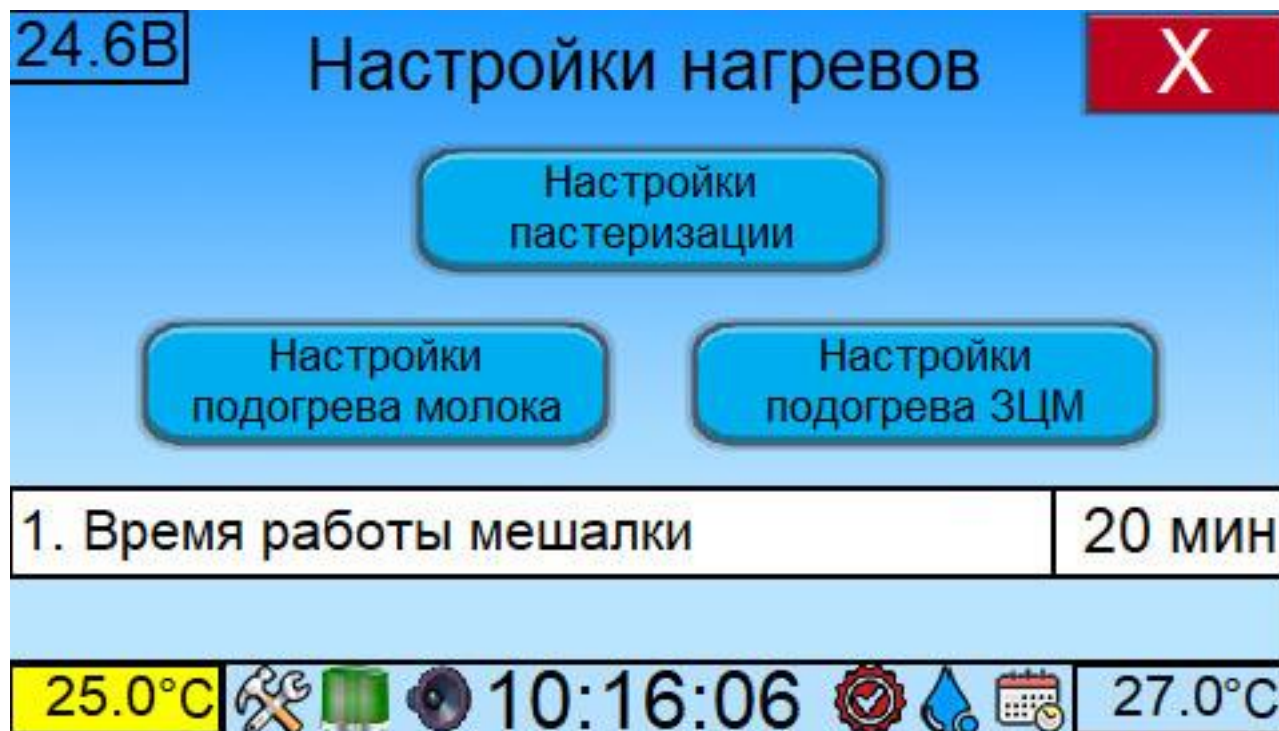 24.6В
Настройки нагревов
X
Настройки
пастеризации
Настройки
подогрева молока
Настройки
подогрева ЗЦМ
1. Время работы мешалки
20 мин
25.0°C
10:16:06
27.0°C